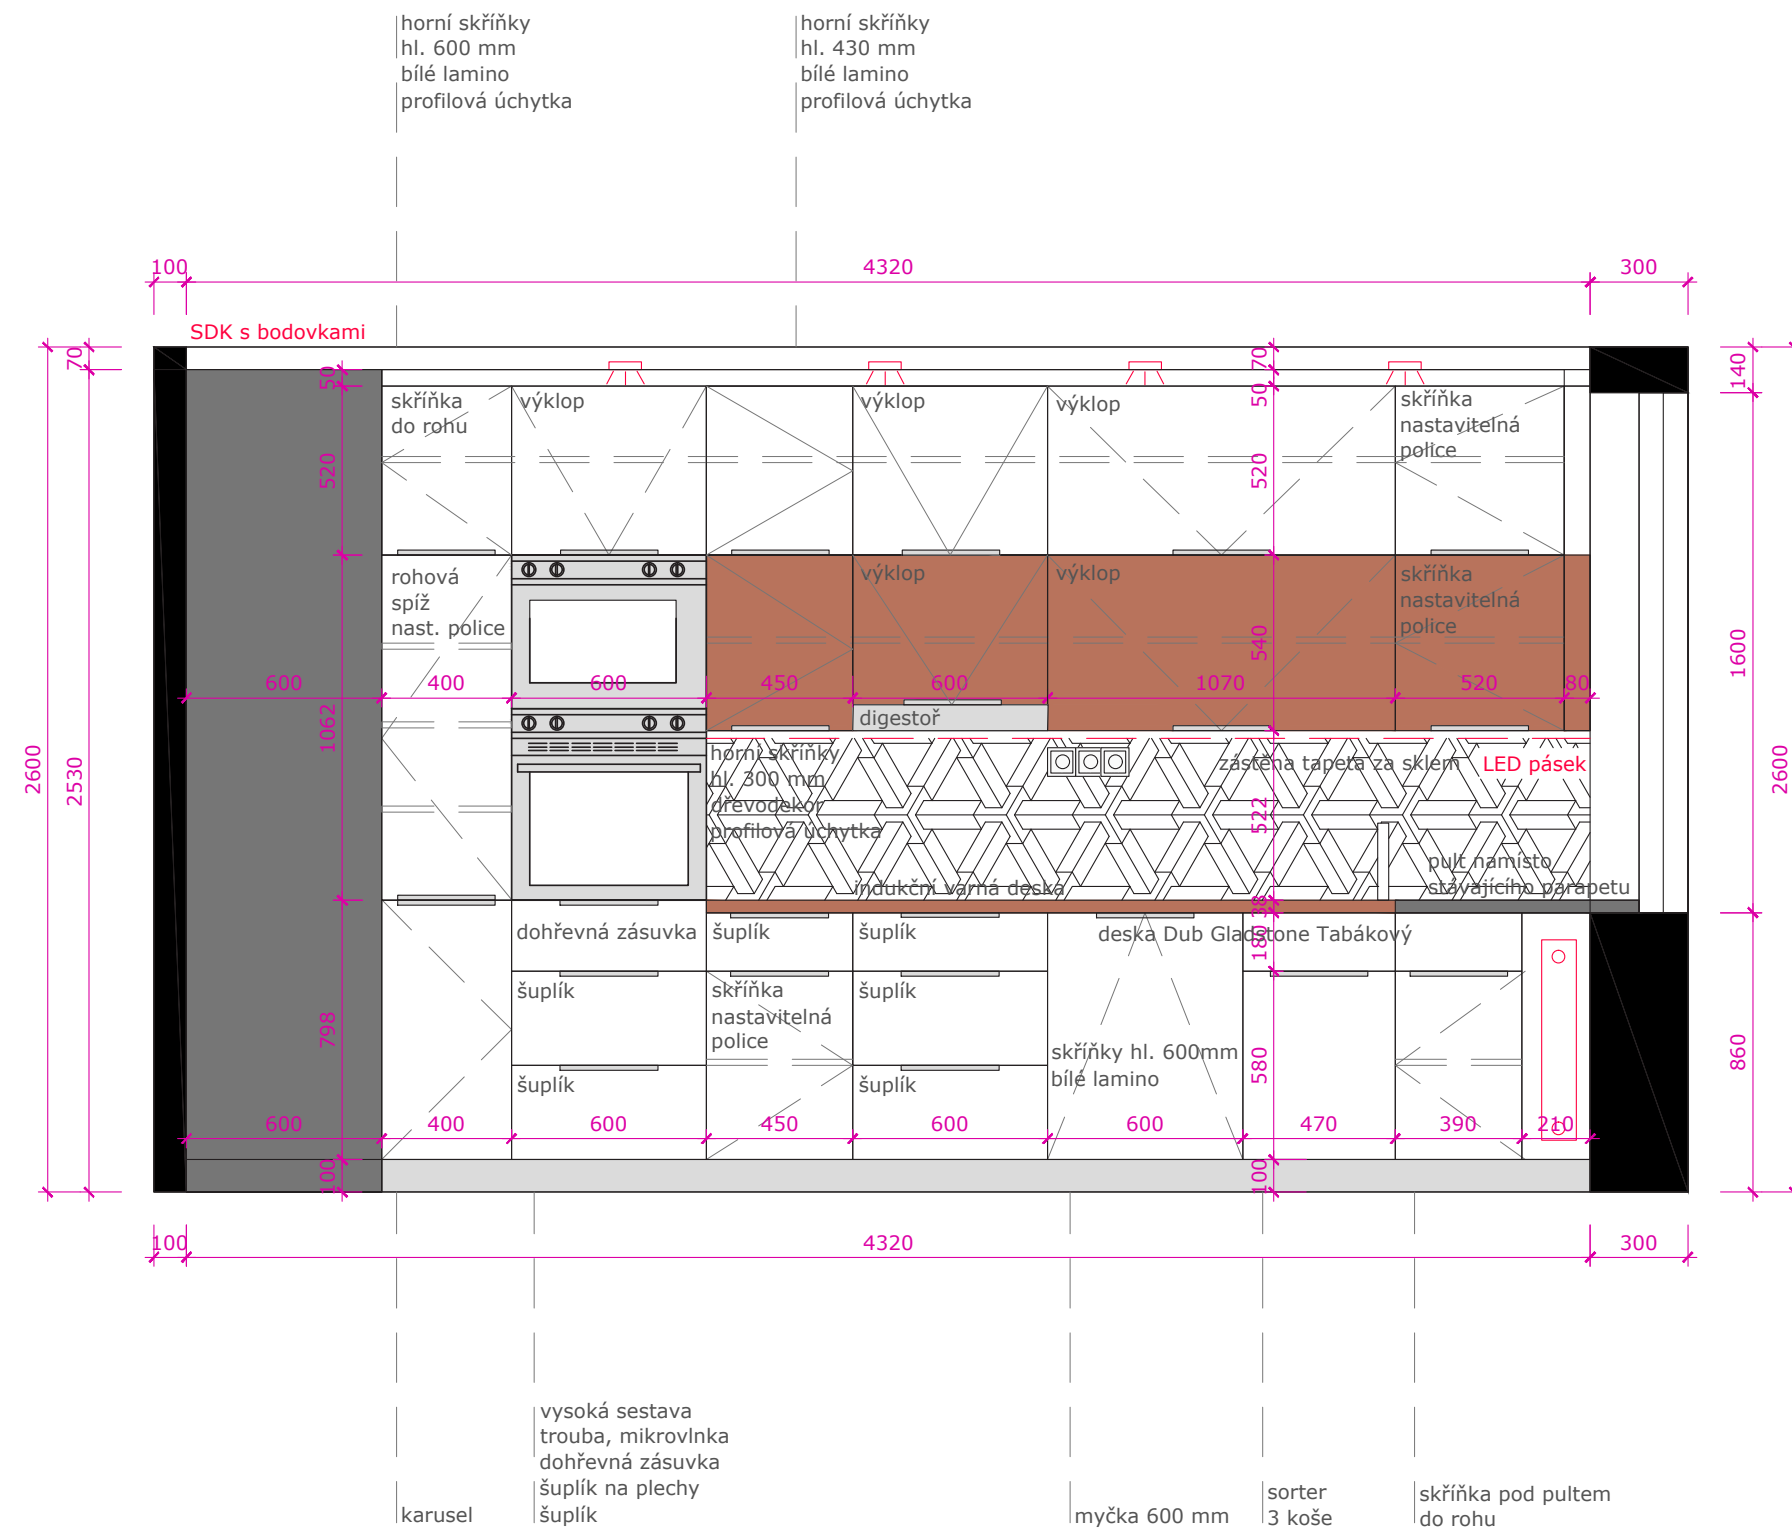 horní skříňky
hl. 600 mm
bílé lamino
profilová úchytka
horní skříňky
hl. 430 mm
bílé lamino
profilová úchytka
100
4320
300
SDK s bodovkami
2600
2530
70
50
520
1062
798
100
skříňka
do rohu
výklop
výklop
výklop
skříňka
nastavitelná
police
70
50
520
540
522
38
180
580
100
140
1600
860
2600
rohová
spíž
nast. police
výklop
výklop
skříňka
nastavitelná
police
600
400
600
450
600
1070
520
80
digestoř
horní skříňky
hl. 300 mm
dřevodekor
profilová úchytka
zástěna tapeta za sklem
LED pásek
pult namísto
stávajícího parapetu
indukční varná deska
dohřevná zásuvka
šuplík
šuplík
deska Dub Gladstone Tabákový
šuplík
skříňka
nastavitelná
police
šuplík
skříňky hl. 600mm
bílé lamino
šuplík
šuplík
600
400
600
450
600
600
470
390
210
100
4320
300
karusel
vysoká sestava
trouba, mikrovlnka
dohřevná zásuvka
šuplík na plechy
šuplík
myčka 600 mm
sorter
3 koše
skříňka pod pultem
do rohu